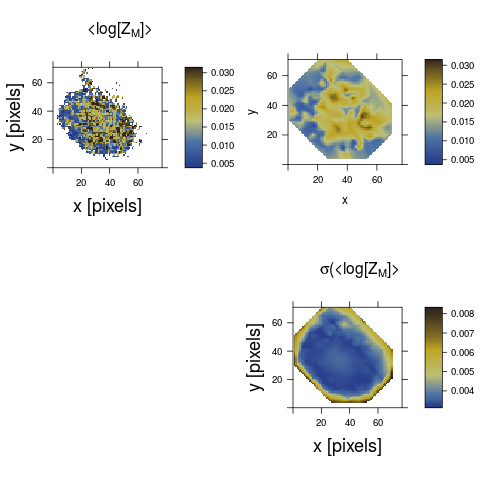 <log[Z_M]>
60
40
20
20 40 60
x [pixels]
y [pixels]
0.030
0.025
0.020
0.015
0.010
0.005
60
40
20
20 40 60
x
y
0.030
0.025
0.020
0.015
0.010
0.005
σ(<log[Z_M]>
60
40
20
20 40 60
x [pixels]
y [pixels]
0.008
0.007
0.006
0.005
0.004